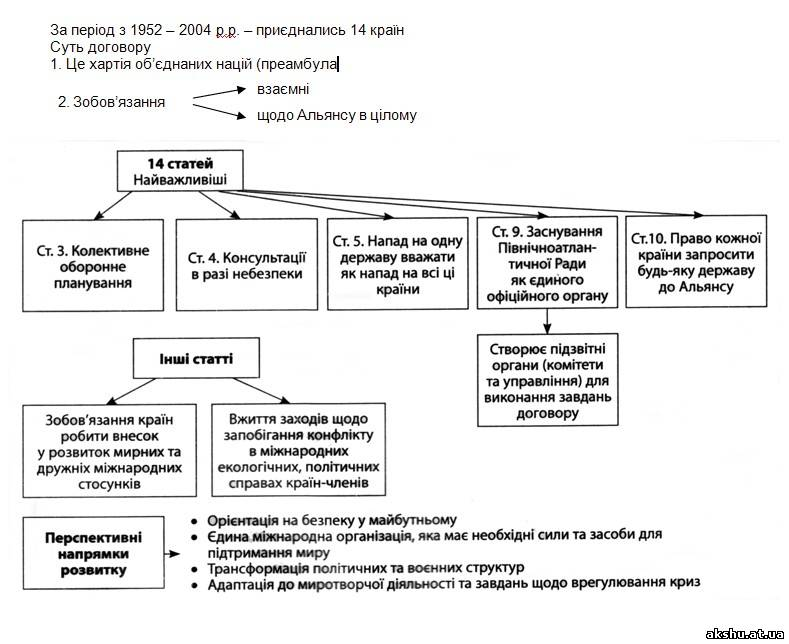 За період з 1952 – 2004 р.р. – приєднались 14 країн
Суть договору
1. Це хартія об’єднаних націй (преамбула
2. Зобов’язання
взаємні
щодо Альянсу в цілому
14 статей
Найважливіші
Ст. 3. Колективне
оборонне
планування
Ст. 4. Консультації
в разі небезпеки
Ст. 5. Напад на одну
державу вважати
як напад на всі ці
країни
Ст. 9. Заснування
Північноатлан-
тичної Ради
як єдиного
офіційного органу
Ст.10. Право кожної
країни запросити
будь-яку державу
до Альянсу
Створює підзвітні
органи (комітети
та управління) для
виконання завдань
договору
Інші статті
Зобов’язання країн
робити внесок
у розвиток мирних та
дружніх міжнародних
стосунків
Вжиття заходів щодо
запобігання конфлікту
в міжнародних
екологічних, політичних
справах країн-членів
Перспективні
напрямки
розвитку
• Орієнтація на безпеку у майбутньому
• Єдина міжнародна організація, яка має необхідні сили та засоби для
підтримання миру
• Трансформація політичних та воєнних структур
• Адаптація до миротворчої діяльності та завдань щодо врегулювання криз
akshu.at.ua